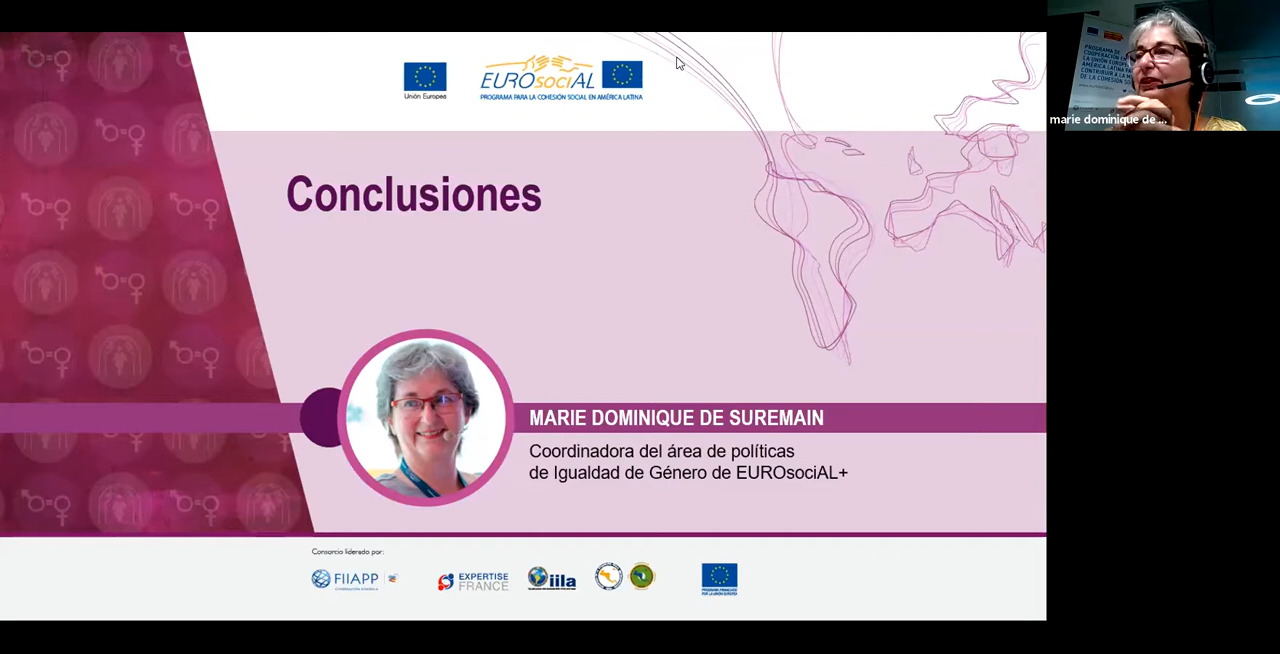 Unión Europea
EUROsociAL
PROGRAMA PARA LA COHESIÓN SOCIAL EN AMÉRICA LATINA
marie dominique de ...
Conclusiones
MARIE DOMINIQUE DE SUREMAIN
Coordinadora del área de políticas
de Igualdad de Género de EUROsociAL+
Consorcio liderado por:
FIIAPP
EXPERTISE
FRANCE
iila